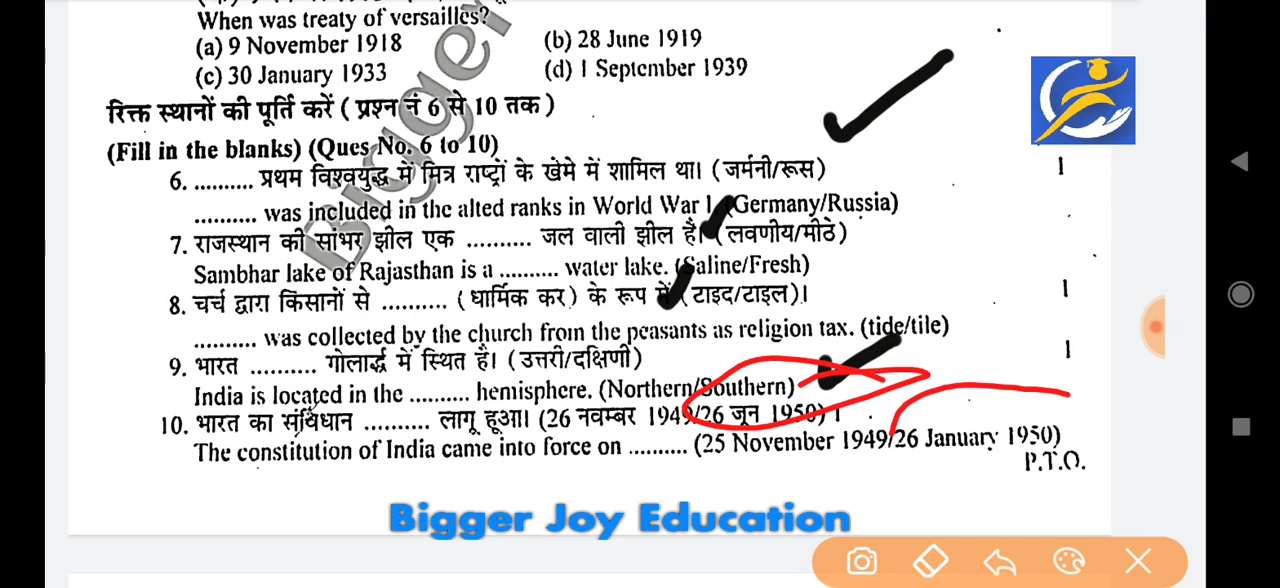 When was treaty of versailles?
(a) 9 November 1918 (b) 28 June 1919
(c) 30 January 1933 (d) 1 September 1939
रिक्त स्थानों की पूर्ति करें ( प्रश्न नं 6 से 10 तक )
(Fill in the blanks) (Ques No. 6 to 10)
6. .......... प्रथम विश्वयुद्ध में मित्र राष्ट्रों के खेमे में शामिल था। (जर्मनी/रूस) 1
.......... was included in the alted ranks in World War I. (Germany/Russia)
7. राजस्थान की सांभर झील एक .......... जल वाली झील है। (लवणीय/मीठे)
Sambhar lake of Rajasthan is a .......... water lake. (Saline/Fresh)
8. चर्च द्वारा किसानों से .......... (धार्मिक कर) के रूप में (टाइद/टाइल)। 1
.......... was collected by the church from the peasants as religion tax. (tide/tile)
9. भारत .......... गोलार्द्ध में स्थित है। (उत्तरी/दक्षिणी) 1
India is located in the .......... hemisphere. (Northern/Southern)
10. भारत का संविधान .......... लागू हूआ। (26 नवम्बर 1949/26 जून 1950) ।
The constitution of India came into force on .......... (25 November 1949/26 January 1950)
P.T.O.
Bigger Joy Education
Bigger